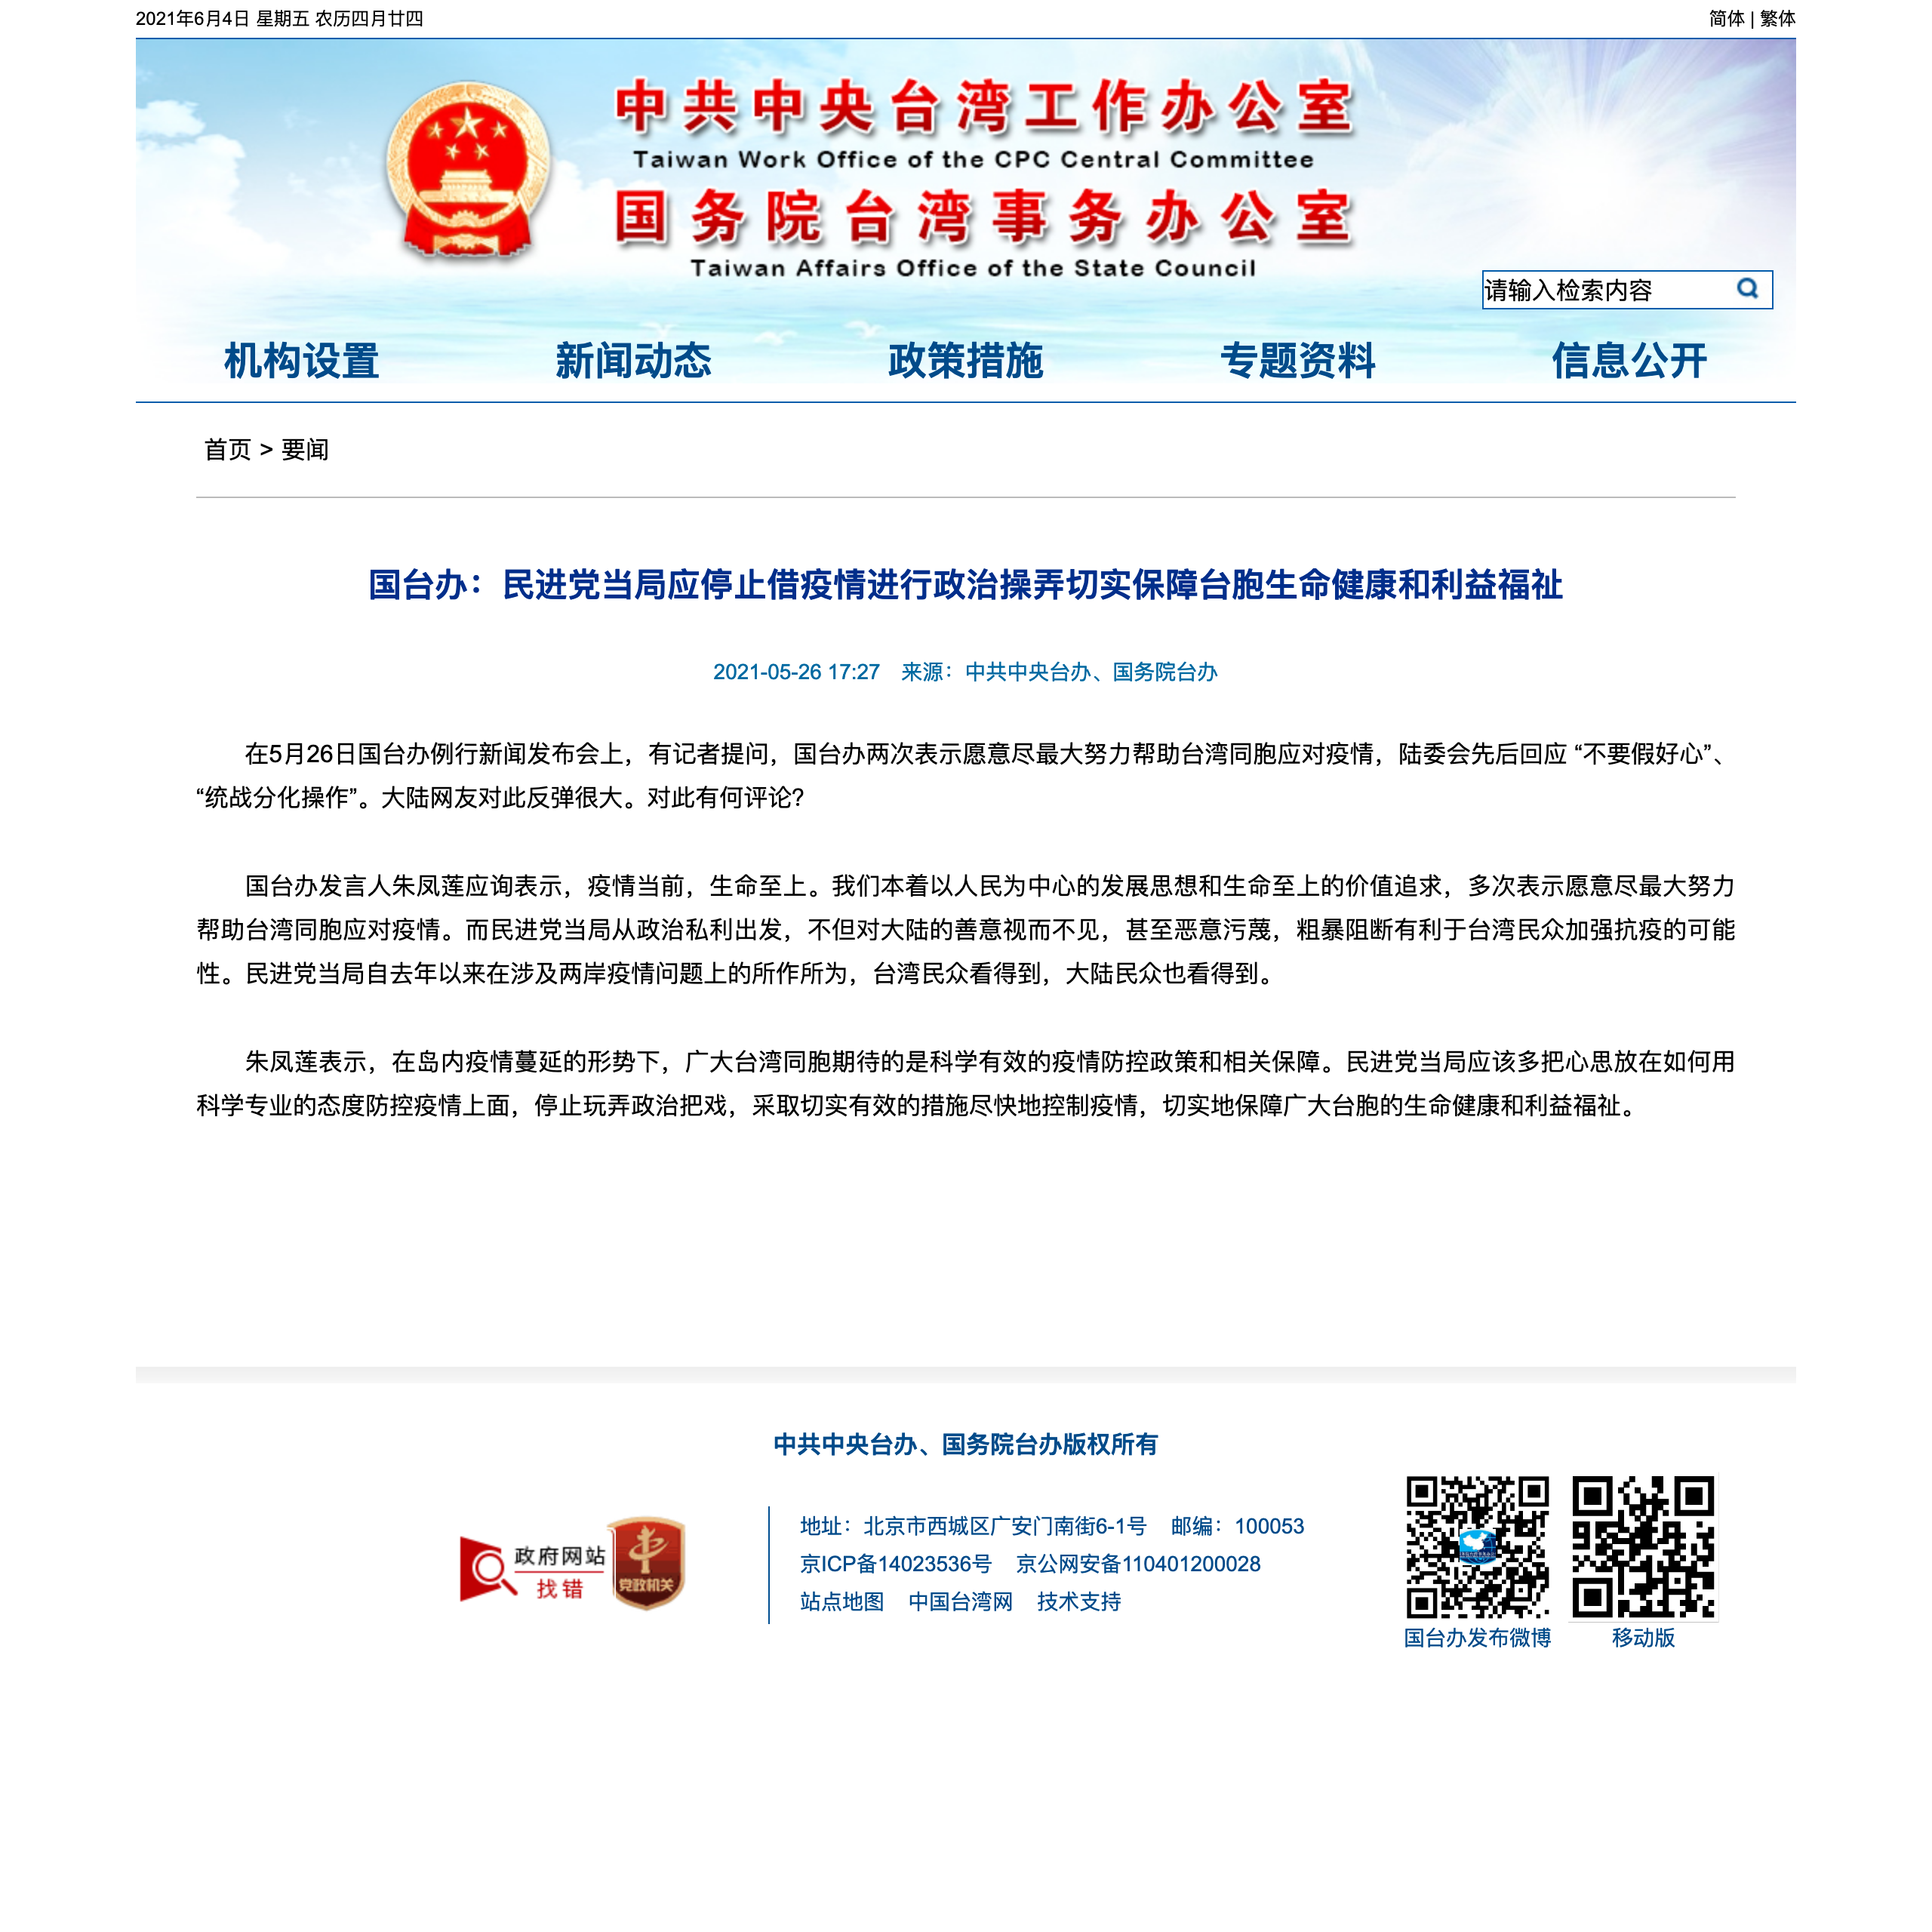 2021年6月4日 星期五 农历四月廿四
简体 | 繁体
中共中央台湾工作办公室
Taiwan Work Office of the CPC Central Committee
国务院台湾事务办公室
Taiwan Affairs Office of the State Council
请输入检索内容
机构设置 新闻动态 政策措施 专题资料 信息公开
首页 > 要闻
国台办：民进党当局应停止借疫情进行政治操弄切实保障台胞生命健康和利益福祉
2021-05-26 17:27 来源：中共中央台办、国务院台办
在5月26日国台办例行新闻发布会上，有记者提问，国台办两次表示愿意尽最大努力帮助台湾同胞应对疫情，陆委会先后回应 “不要假好心”、
“统战分化操作”。大陆网友对此反弹很大。对此有何评论?
国台办发言人朱凤莲应询表示，疫情当前，生命至上。我们本着以人民为中心的发展思想和生命至上的价值追求，多次表示愿意尽最大努力
帮助台湾同胞应对疫情。而民进党当局从政治私利出发，不但对大陆的善意视而不见，甚至恶意污蔑，粗暴阻断有利于台湾民众加强抗疫的可能
性。民进党当局自去年以来在涉及两岸疫情问题上的所作所为，台湾民众看得到，大陆民众也看得到。
朱凤莲表示，在岛内疫情蔓延的形势下，广大台湾同胞期待的是科学有效的疫情防控政策和相关保障。民进党当局应该多把心思放在如何用
科学专业的态度防控疫情上面，停止玩弄政治把戏，采取切实有效的措施尽快地控制疫情，切实地保障广大台胞的生命健康和利益福祉。
中共中央台办、国务院台办版权所有
政府网站
找错
党政机关
地址：北京市西城区广安门南街6-1号 邮编：100053
京ICP备14023536号 京公网安备110401200028
站点地图 中国台湾网 技术支持
国台办发布微博 移动版